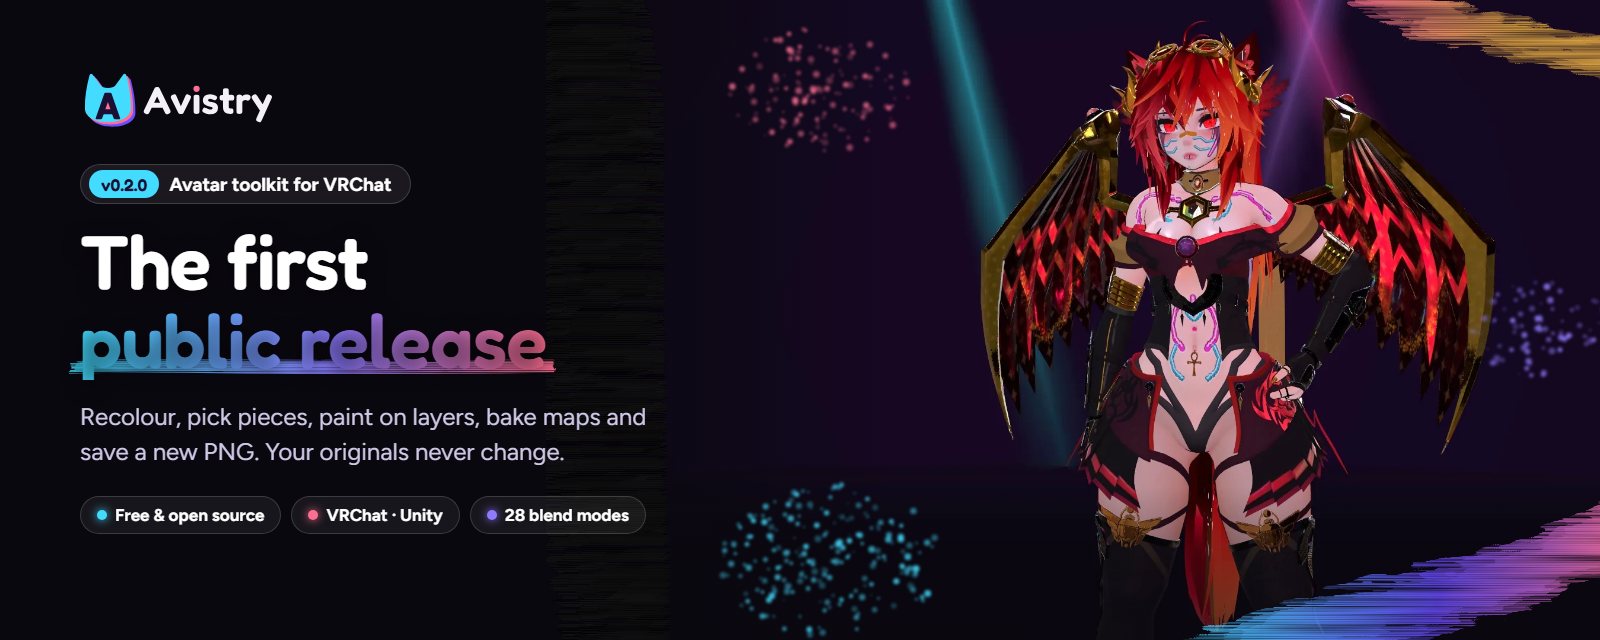 Avistry
v0.2.0 Avatar toolkit for VRChat
The first
public release
Recolour, pick pieces, paint on layers, bake maps and
save a new PNG. Your originals never change.
Free & open source VRChat · Unity 28 blend modes